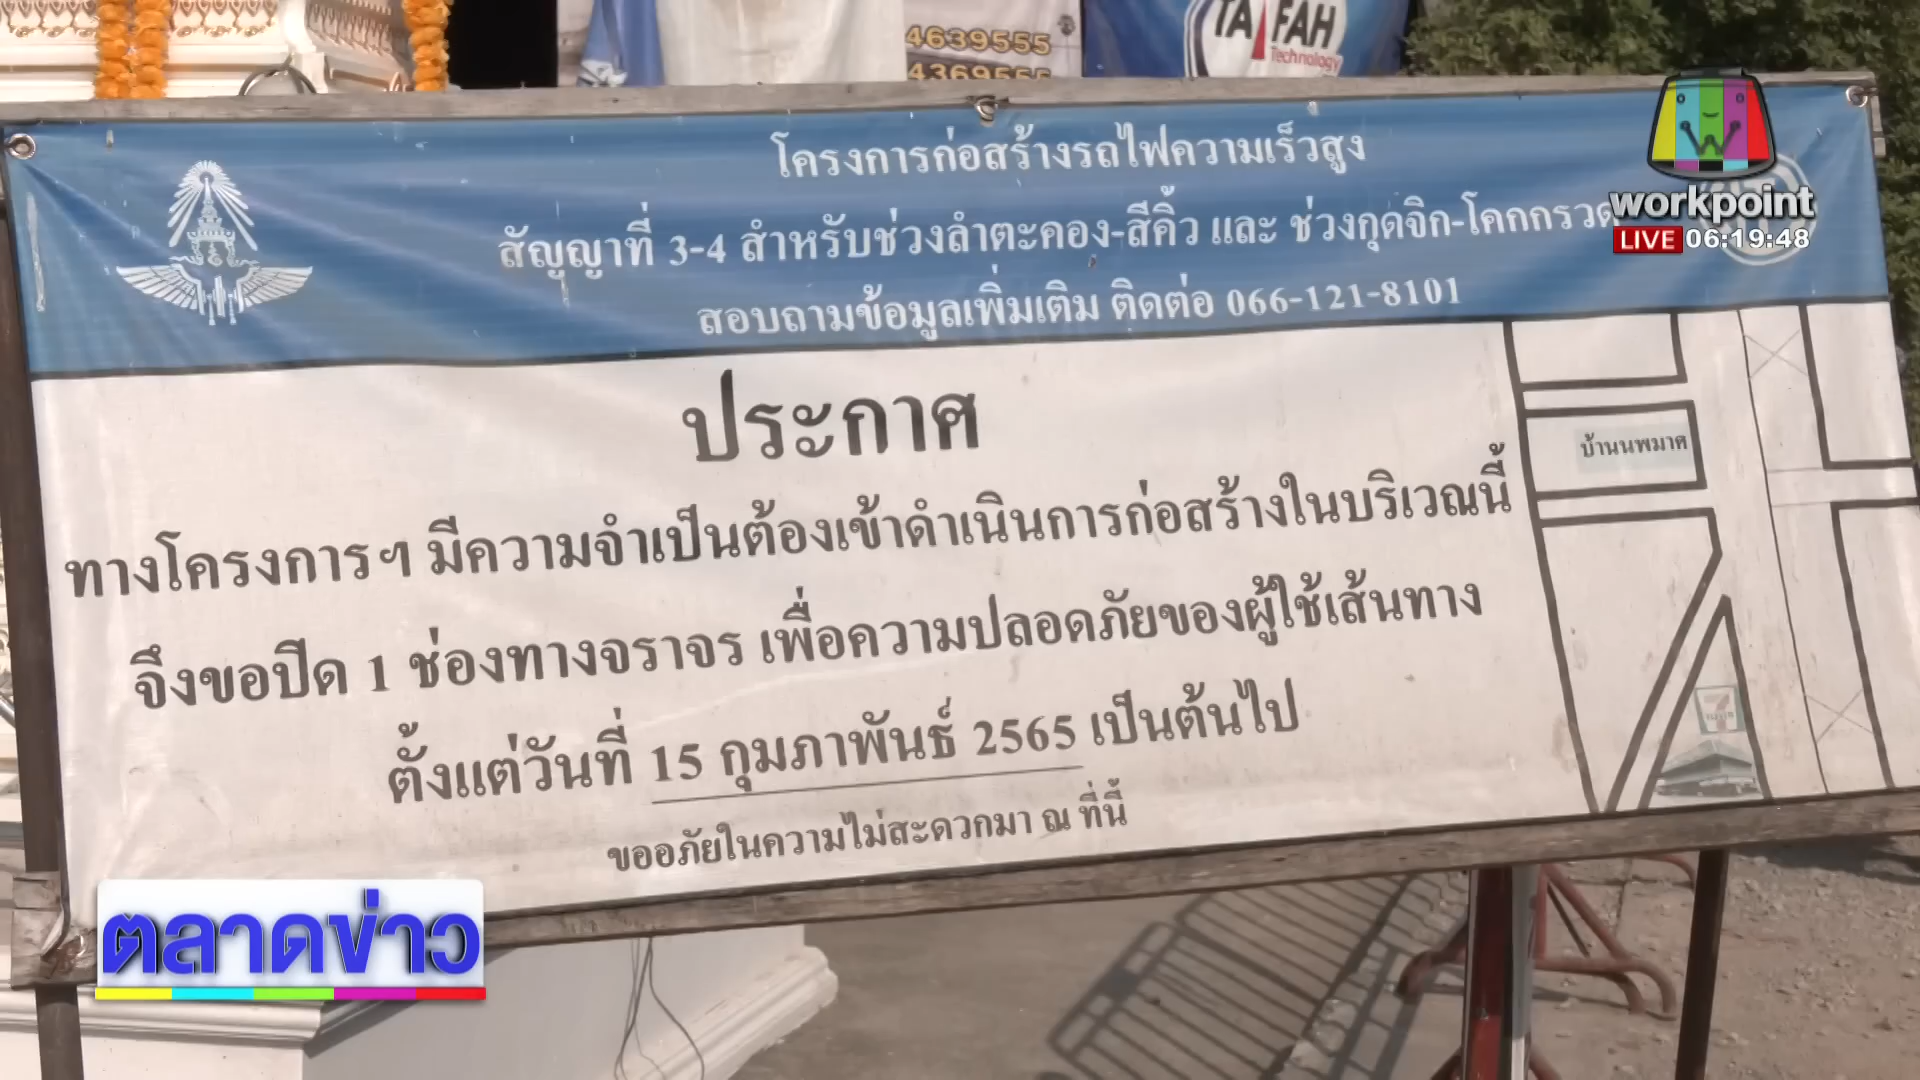 4639555
4369555
TAIFAH
Technology
workpoint
LIVE 06:19:48
โครงการก่อสร้างรถไฟความเร็วสูง
สัญญาที่ 3-4 สำหรับช่วงลำตะคอง-สีคิ้ว และ ช่วงกุดจิก-โคกกรวด
สอบถามข้อมูลเพิ่มเติม ติดต่อ 066-121-8101
ประกาศ
บ้านนพมาศ
ทางโครงการฯ มีความจำเป็นต้องเข้าดำเนินการก่อสร้างในบริเวณนี้
จึงขอปิด 1 ช่องทางจราจร เพื่อความปลอดภัยของผู้ใช้เส้นทาง
ตั้งแต่วันที่ 15 กุมภาพันธ์ 2565 เป็นต้นไป
ขออภัยในความไม่สะดวกมา ณ ที่นี้
ตลาดข่าว